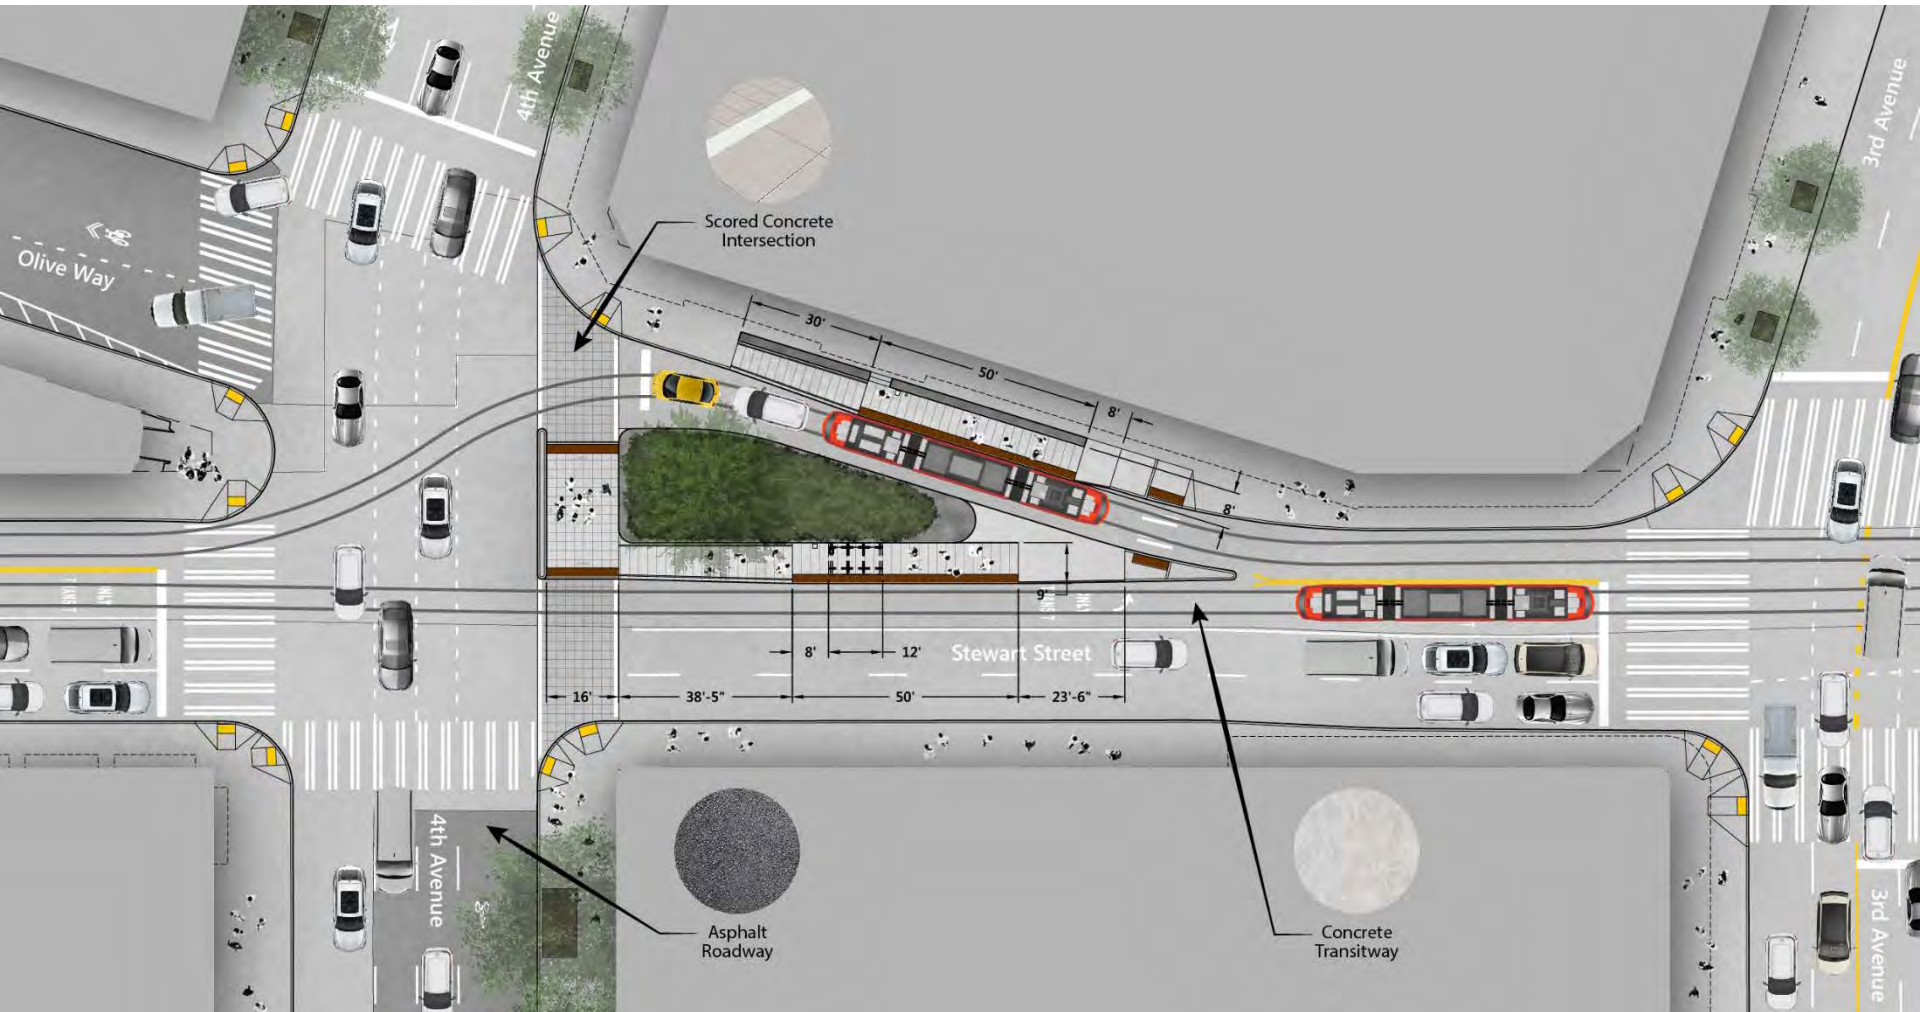 4th Avenue
3rd Avenue
Scored Concrete
Intersection
Olive Way
30'
50'
8'
8'
9'
8'
12'
Stewart Street
16'
38'-5"
50'
23'-6"
4th Avenue
Asphalt
Roadway
Concrete
Transitway
3rd Avenue